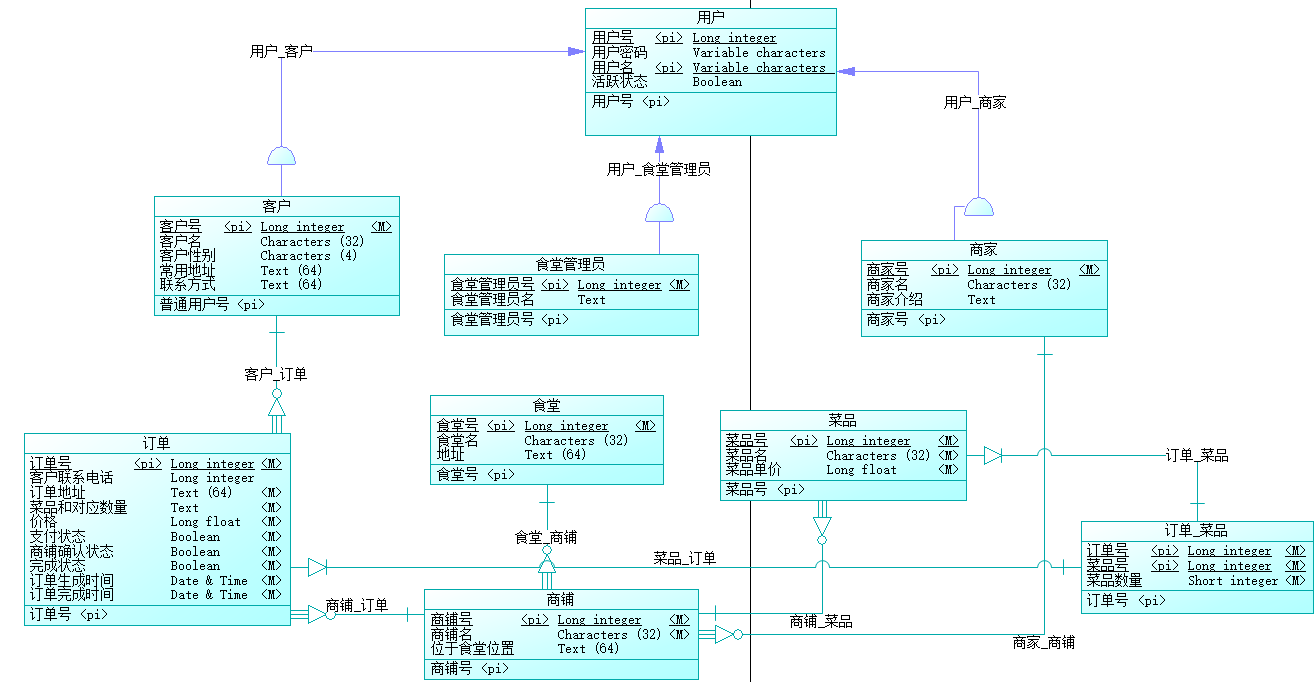 用户
用户号 <pi> Long integer
用户密码 Variable characters
用户名 <pi> Variable characters
活跃状态 Boolean
用户号 <pi>
用户_客户
用户_商家
用户_食堂管理员
客户
客户号 <pi> Long integer <M>
客户名 Characters (32)
客户性别 Characters (4)
常用地址 Text (64)
联系方式 Text (64)
普通用户号 <pi>
食堂管理员
食堂管理员号 <pi> Long integer <M>
食堂管理员名 Text
食堂管理员号 <pi>
商家
商家号 <pi> Long integer <M>
商家名 Characters (32)
商家介绍 Text
商家号 <pi>
客户_订单
食堂
食堂号 <pi> Long integer <M>
食堂名 Characters (32)
地址 Text (64)
食堂号 <pi>
菜品
菜品号 <pi> Long integer <M>
菜品名 Characters (32) <M>
菜品单价 Long float <M>
菜品号 <pi>
订单_菜品
订单
订单号 <pi> Long integer <M>
客户联系电话 Long integer
订单地址 Text (64) <M>
菜品和对应数量 Text <M>
价格 Long float <M>
支付状态 Boolean <M>
商铺确认状态 Boolean <M>
完成状态 Boolean <M>
订单生成时间 Date & Time <M>
订单完成时间 Date & Time <M>
订单号 <pi>
食堂_商铺
菜品_订单
订单_菜品
订单号 <pi> Long integer <M>
菜品号 <pi> Long integer <M>
菜品数量 Short integer <M>
订单号 <pi>
商铺_订单
商铺
商铺号 <pi> Long integer <M>
商铺名 Characters (32) <M>
位于食堂位置 Text (64)
商铺号 <pi>
商铺_菜品
商家_商铺